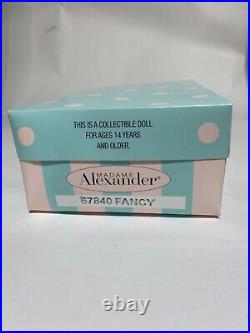 THIS IS A COLLECTIBLE DOLL
FOR AGES 14 YEARS
AND OLDER.
MADAME
Alexander®
67840 FANCY